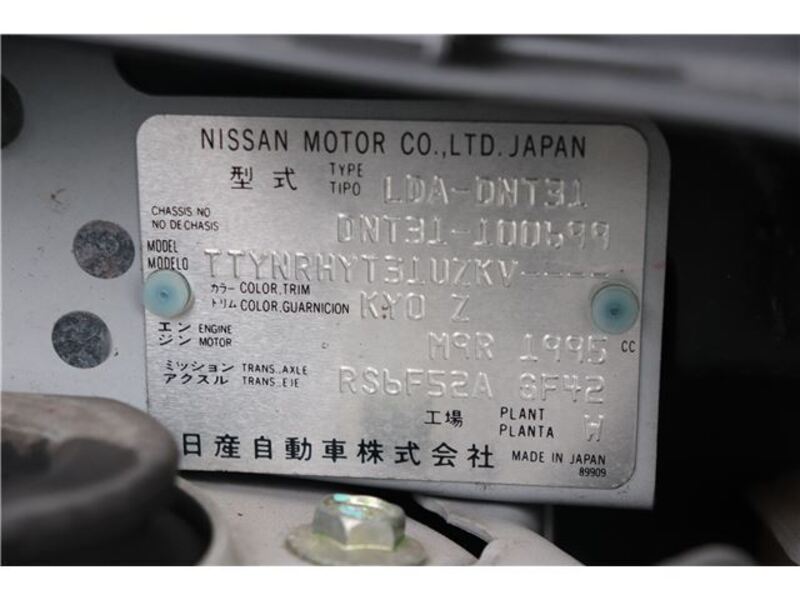 NISSAN MOTOR CO.,LTD. JAPAN
型式 TYPE TIPO LDA-DNT31
CHASSIS NO NO DE CHASIS DNT31-100699
MODEL MODELO TTYNRHYT31UZKV-----
カラー COLOR,TRIM トリム COLOR,GUARNICION KY0 Z
エンジン ENGINE MOTOR M9R 1995 CC
ミッション TRANS.,AXLE アクスル TRANS.,EJE RS6F52A GF42
工場 PLANT PLANTA W
日産自動車株式会社 MADE IN JAPAN
89909